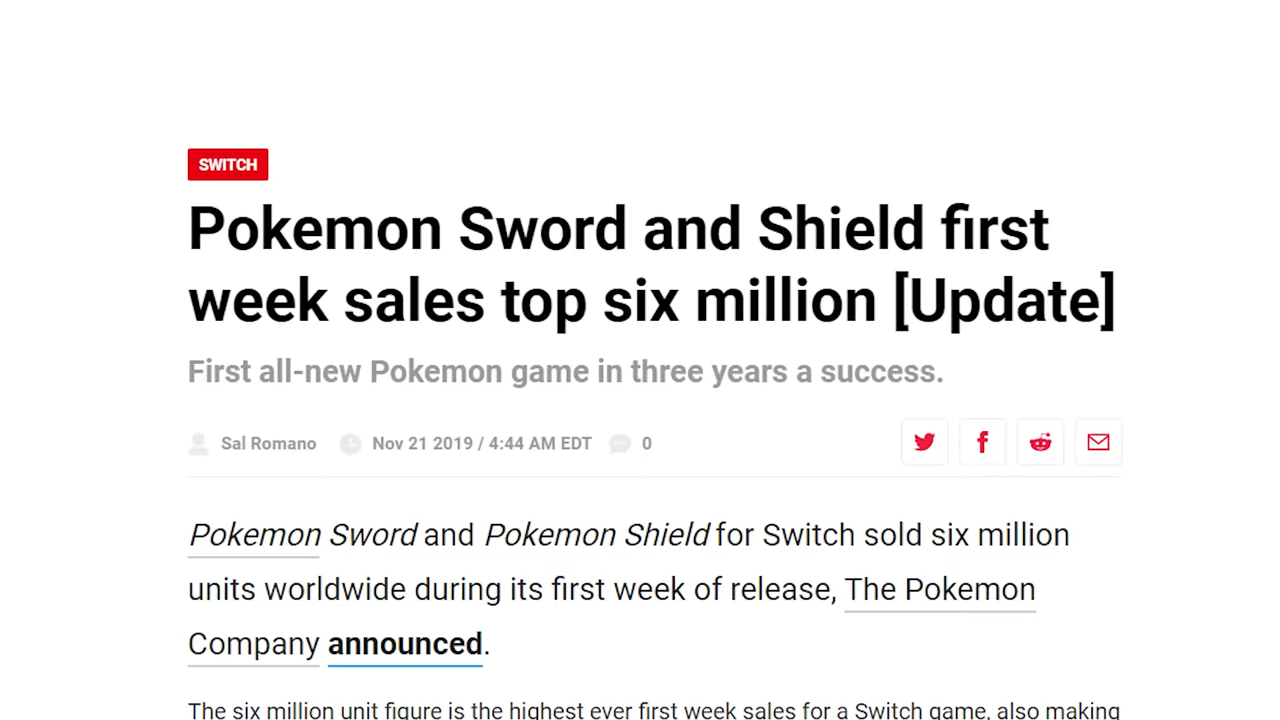 SWITCH
Pokemon Sword and Shield first
week sales top six million [Update]
First all-new Pokemon game in three years a success.
Sal Romano Nov 21 2019 / 4:44 AM EDT 0
Pokemon Sword and Pokemon Shield for Switch sold six million
units worldwide during its first week of release, The Pokemon
Company announced.
The six million unit figure is the highest ever first week sales for a Switch game, also making